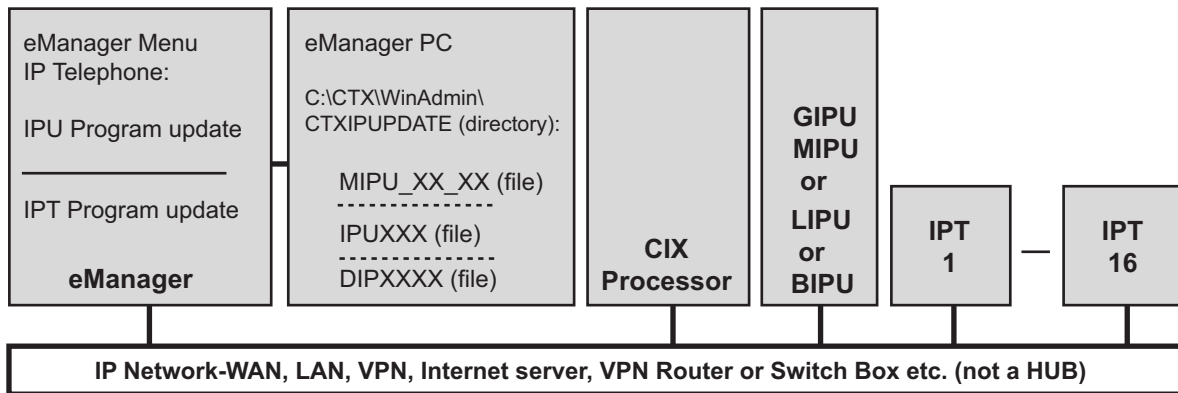 eManager Menu
IP Telephone:
IPU Program update
IPT Program update
eManager
eManager PC
C:\CTX\WinAdmin\
CTXIPUPDATE (directory):
MIPU_XX_XX (file)
IPUXXX (file)
DIPXXXX (file)
CIX
Processor
GIPU
MIPU
or
LIPU
or
BIPU
IPT
1
IPT
16
IP Network-WAN, LAN, VPN, Internet server, VPN Router or Switch Box etc. (not a HUB)